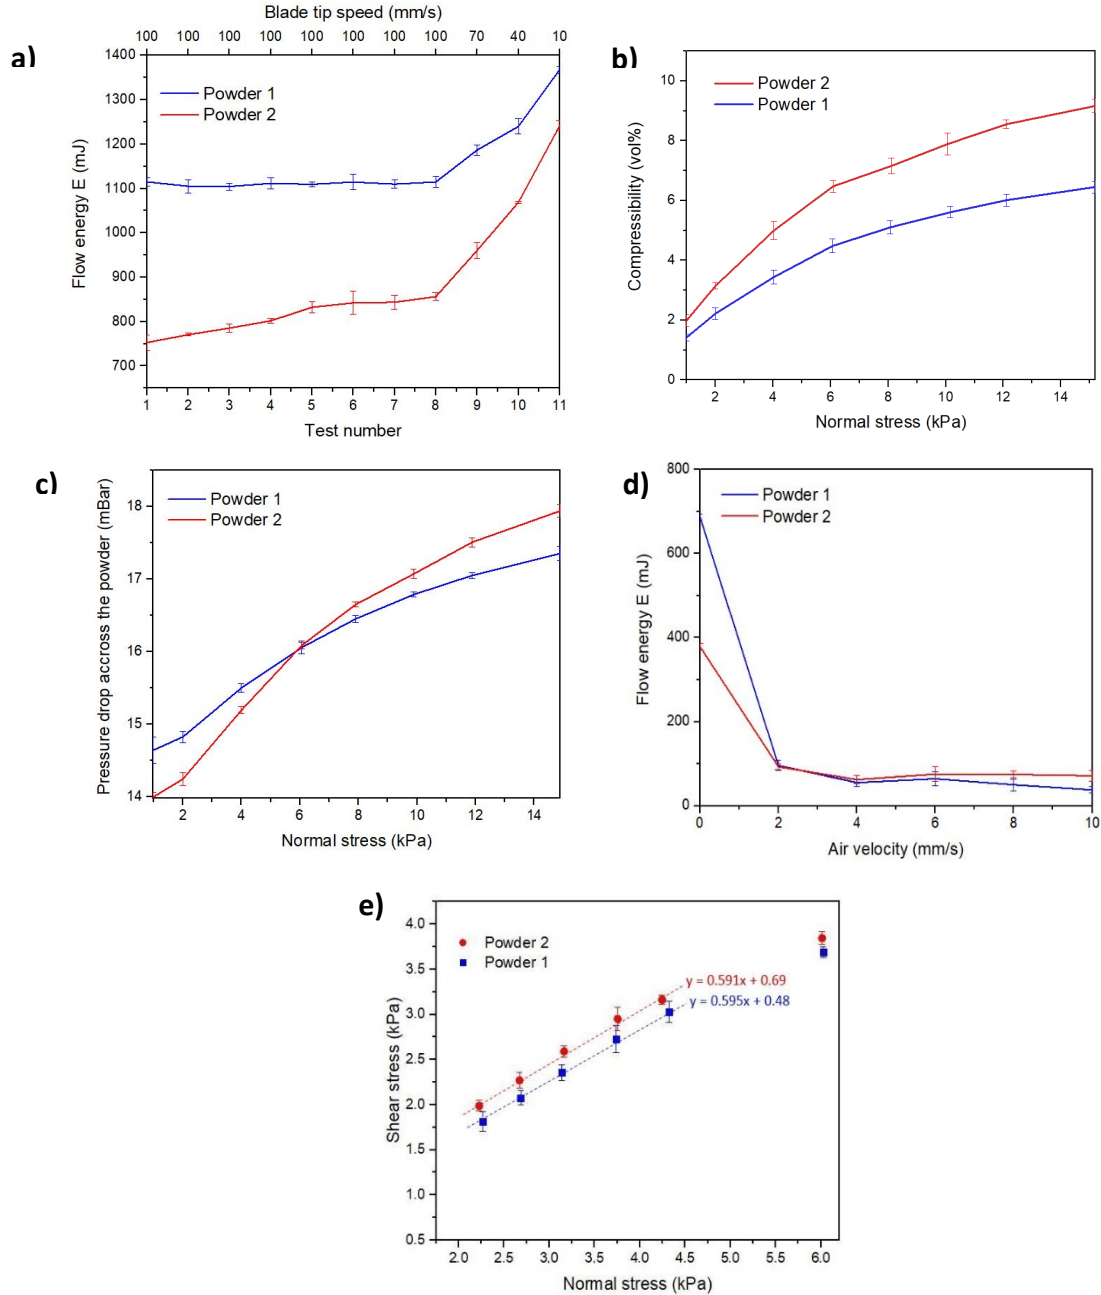 a)
Blade tip speed (mm/s)
100 100 100 100 100 100 100 100 70 40 10
1400
1300
1200
1100
1000
900
800
700
Flow energy E (mJ)
Powder 1
Powder 2
1 2 3 4 5 6 7 8 9 10 11
Test number
b)
10
8
6
4
2
0
Compressibility (vol%)
Powder 2
Powder 1
2 4 6 8 10 12 14
Normal stress (kPa)
c)
18
17
16
15
14
Pressure drop accross the powder (mBar)
Powder 1
Powder 2
2 4 6 8 10 12 14
Normal stress (kPa)
d)
800
600
400
200
0
Flow energy E (mJ)
Powder 1
Powder 2
0 2 4 6 8 10
Air velocity (mm/s)
e)
4.0
3.5
3.0
2.5
2.0
1.5
1.0
0.5
Shear stress (kPa)
Powder 2
Powder 1
y = 0.591x + 0.69
y = 0.595x + 0.48
2.0 2.5 3.0 3.5 4.0 4.5 5.0 5.5 6.0
Normal stress (kPa)